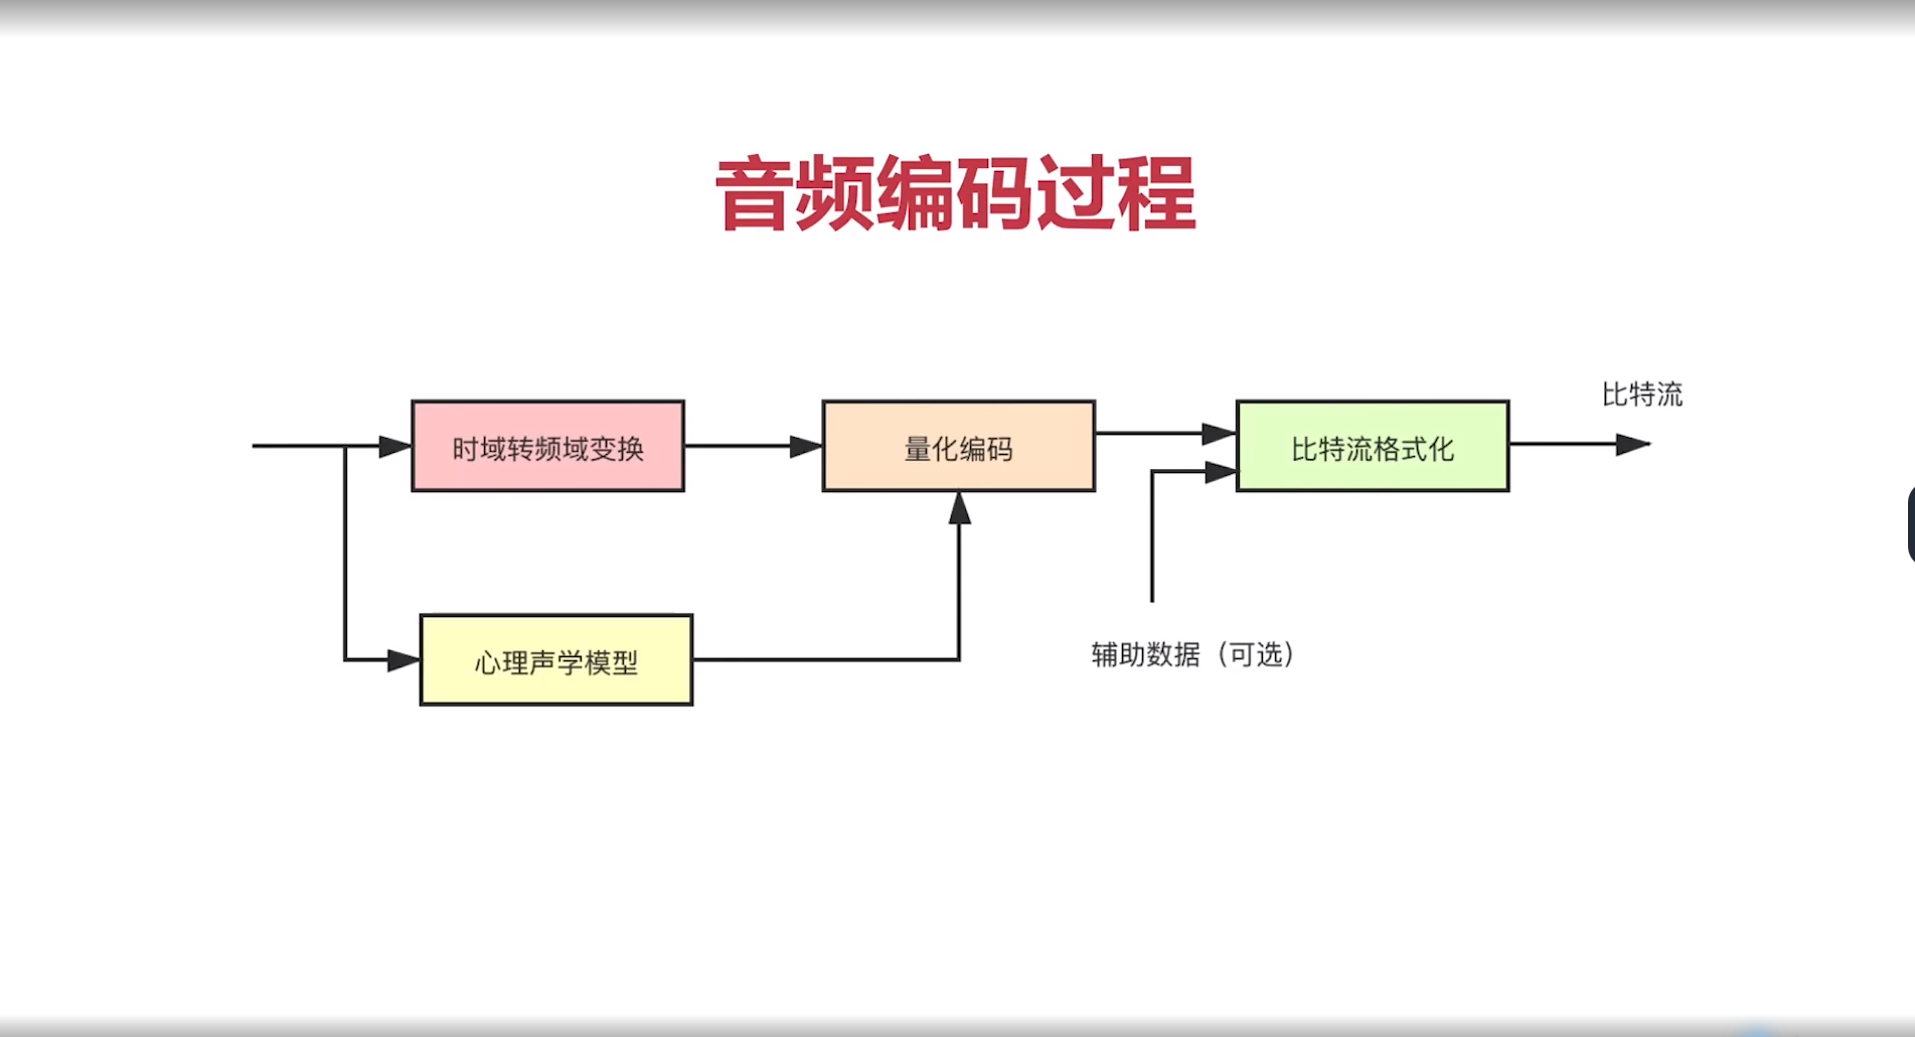 音频编码过程
比特流
时域转频域变换
量化编码
比特流格式化
心理声学模型
辅助数据（可选）